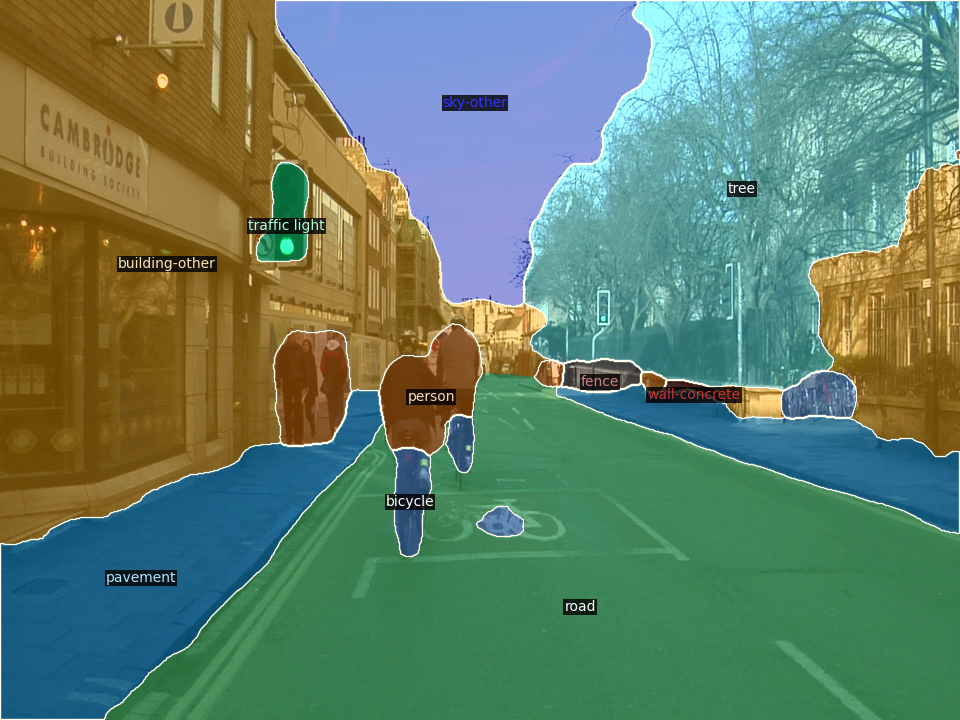 CAMBRIDGE
BUILDING SOCIETY
sky-other
tree
traffic light
building-other
fence
wall-concrete
person
bicycle
pavement
road